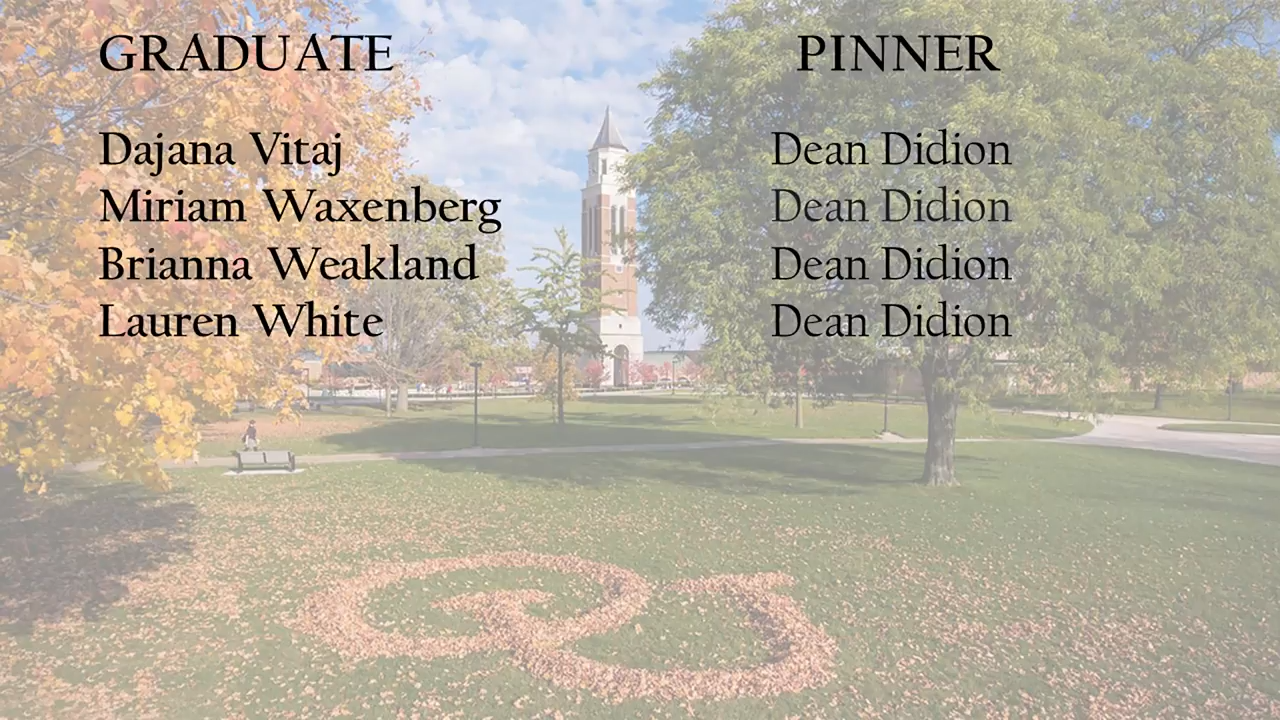 GRADUATE PINNER
Dajana Vitaj Dean Didion
Miriam Waxenberg Dean Didion
Brianna Weakland Dean Didion
Lauren White Dean Didion